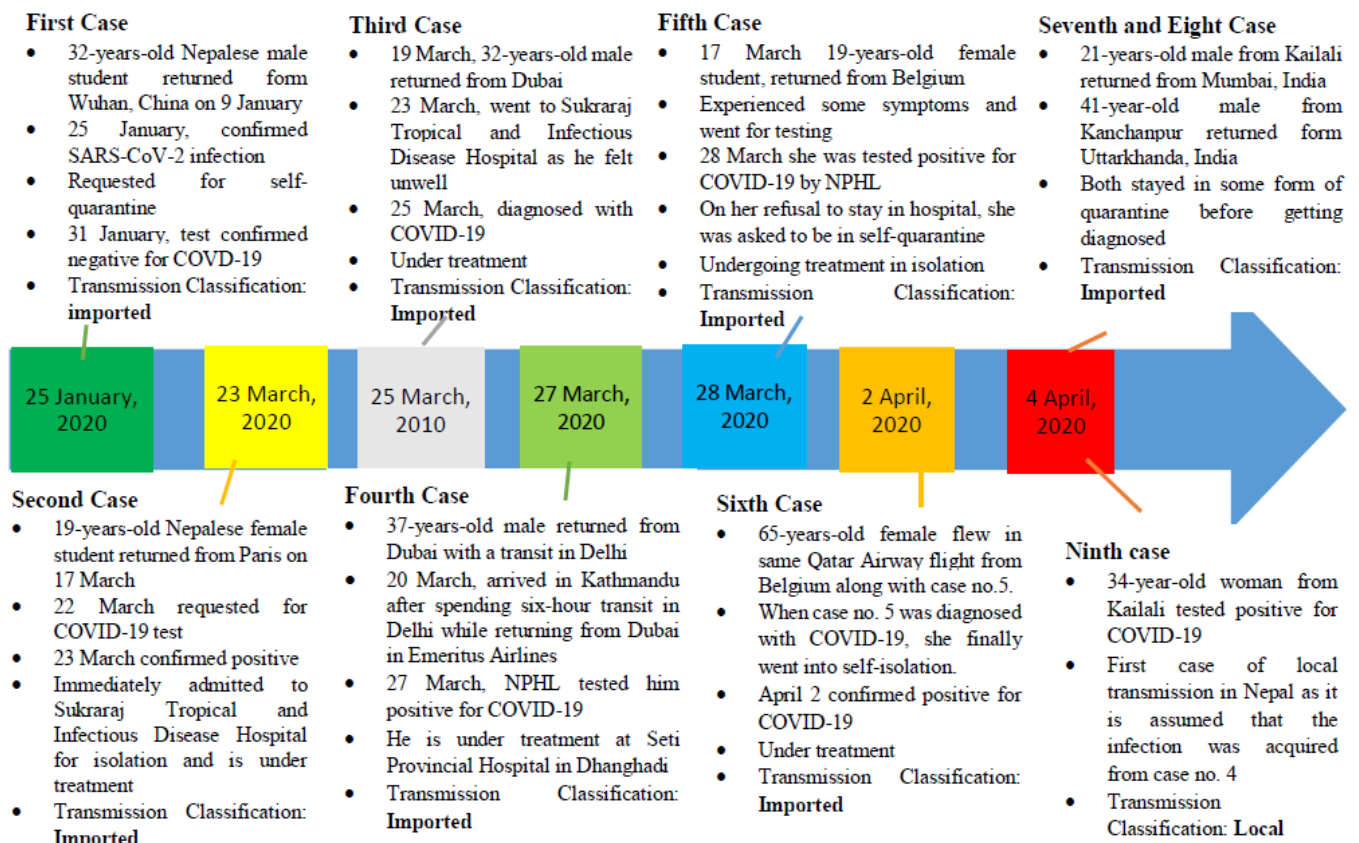 First Case
• 32-years-old Nepalese male
student returned form
Wuhan, China on 9 January
• 25 January, confirmed
SARS-CoV-2 infection
• Requested for self-
quarantine
• 31 January, test confirmed
negative for COVD-19
• Transmission Classification:
imported
Third Case
• 19 March, 32-years-old male
returned from Dubai
• 23 March, went to Sukraraj
Tropical and Infectious
Disease Hospital as he felt
unwell
• 25 March, diagnosed with
COVID-19
• Under treatment
• Transmission Classification:
Imported
Fifth Case
• 17 March 19-years-old female
student, returned from Belgium
• Experienced some symptoms and
went for testing
• 28 March she was tested positive for
COVID-19 by NPHL
• On her refusal to stay in hospital, she
was asked to be in self-quarantine
• Undergoing treatment in isolation
• Transmission Classification:
Imported
Seventh and Eight Case
• 21-years-old male from Kailali
returned from Mumbai, India
• 41-year-old male from
Kanchanpur returned form
Uttarkhanda, India
• Both stayed in some form of
quarantine before getting
diagnosed
• Transmission Classification:
Imported
25 January,
2020
23 March,
2020
25 March,
2010
27 March,
2020
28 March,
2020
2 April,
2020
4 April,
2020
Second Case
• 19-years-old Nepalese female
student returned from Paris on
17 March
• 22 March requested for
COVID-19 test
• 23 March confirmed positive
• Immediately admitted to
Sukraraj Tropical and
Infectious Disease Hospital
for isolation and is under
treatment
• Transmission Classification:
Imported
Fourth Case
• 37-years-old male returned from
Dubai with a transit in Delhi
• 20 March, arrived in Kathmandu
after spending six-hour transit in
Delhi while returning from Dubai
in Emeritus Airlines
• 27 March, NPHL tested him
positive for COVID-19
• He is under treatment at Seti
Provincial Hospital in Dhanghadi
• Transmission Classification:
Imported
Sixth Case
• 65-years-old female flew in
same Qatar Airway flight from
Belgium along with case no.5.
• When case no. 5 was diagnosed
with COVID-19, she finally
went into self-isolation.
• April 2 confirmed positive for
COVID-19
• Under treatment
• Transmission Classification:
Imported
Ninth case
• 34-year-old woman from
Kailali tested positive for
COVID-19
• First case of local
transmission in Nepal as it
is assumed that the
infection was acquired
from case no. 4
• Transmission
Classification: Local